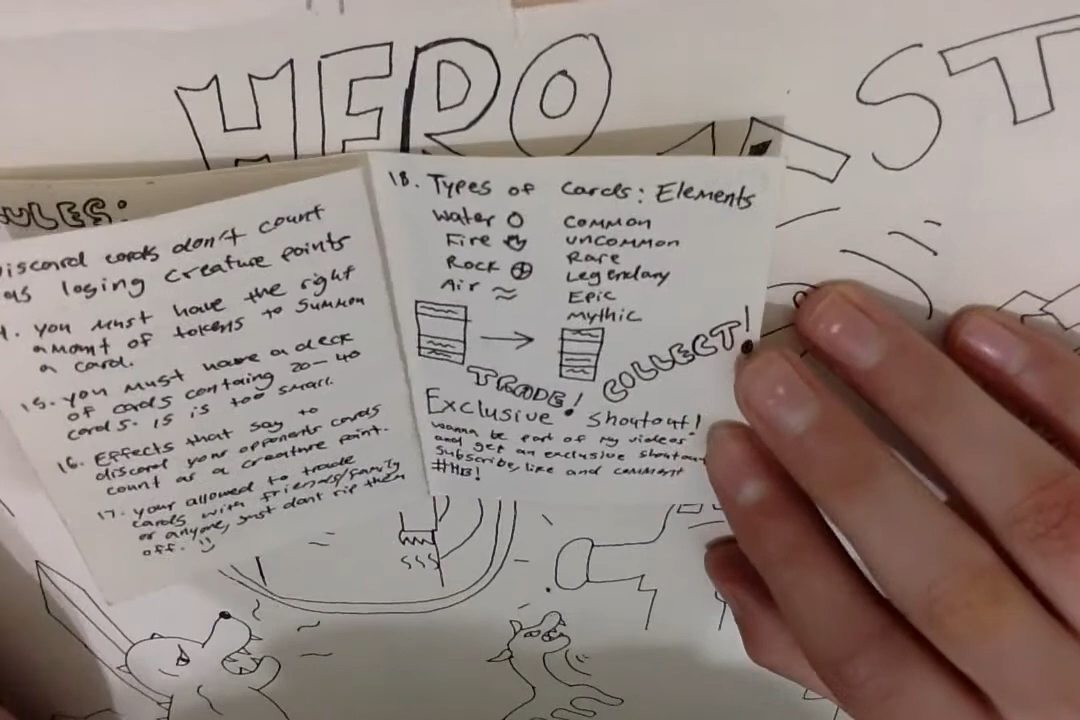 HERO
ST
ULES:
Discard cards don't count
as losing creature points
4. you must have the right
amont of tokens to summon
a card.
15. you must have a deck
of cards containg 20-40
cards. 15 is too small.
16. Effects that say to
discard your opponents cards
count as a creature point.
17. your allowed to trade
cards with friends/family
or anyone, just dont rip them
off. :)
18. Types of cards: Elements
Water
Fire
Rock
Air
COMMON
UNCOMMON
Rare
Legendary
Epic
Mythic
TRADE!
COLLECT!
Exclusive Shoutout!
wanna be part of my videos
and get an exclusive shoutout
Subscribe, like and comment
#HB!